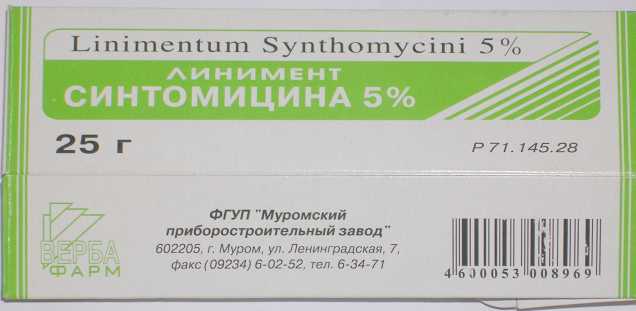 Linimentum Synthomycini 5%
ЛИНИМЕНТ
СИНТОМИЦИНА 5%
25 г
Р 71.145.28
ВЕРБА
ФАРМ
ФГУП "Муромский
приборостроительный завод"
602205, г. Муром, ул. Ленинградская, 7,
факс (09234) 6-02-52, тел. 6-34-71
4 600053 008969